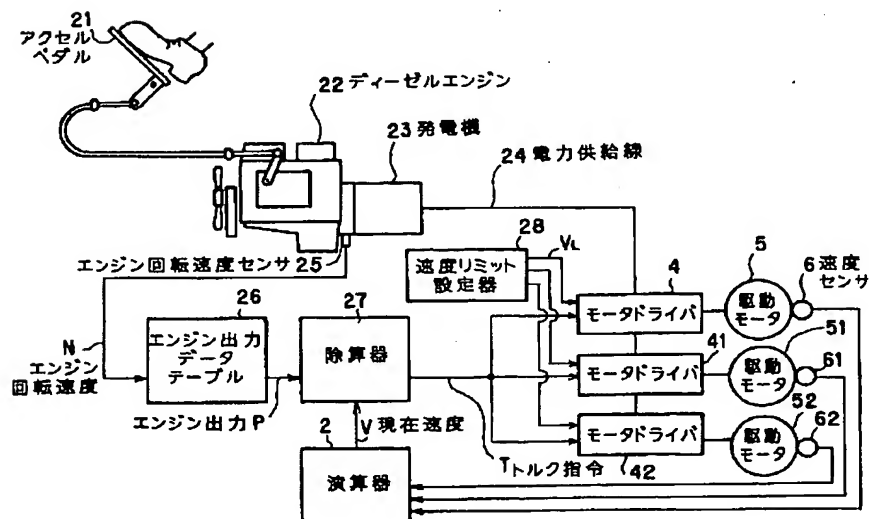 21
アクセル
ペダル
22 ディーゼルエンジン
23 発電機
24 電力供給線
エンジン回転速度センサ 25
28
速度リミット
設定器
VL
4
モータドライバ
5
駆動
モータ
6 速度
センサ
26
エンジン出力
データ
テーブル
27
除算器
N
エンジン
回転速度
エンジン出力P
41
モータドライバ
51
駆動
モータ
61
52
駆動
モータ
62
モータドライバ
42
V 現在速度
2
演算器
Tトルク指令